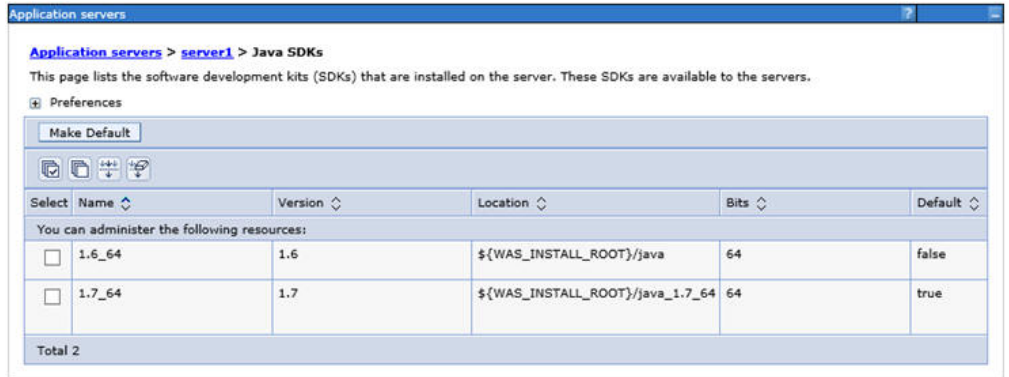 Application servers ? –
Application servers > server1 > Java SDKs
This page lists the software development kits (SDKs) that are installed on the server. These SDKs are available to the servers.
+ Preferences
Make Default
Select Name Version Location Bits Default
You can administer the following resources:
1.6_64 1.6 ${WAS_INSTALL_ROOT}/java 64 false
1.7_64 1.7 ${WAS_INSTALL_ROOT}/java_1.7_64 64 true
Total 2